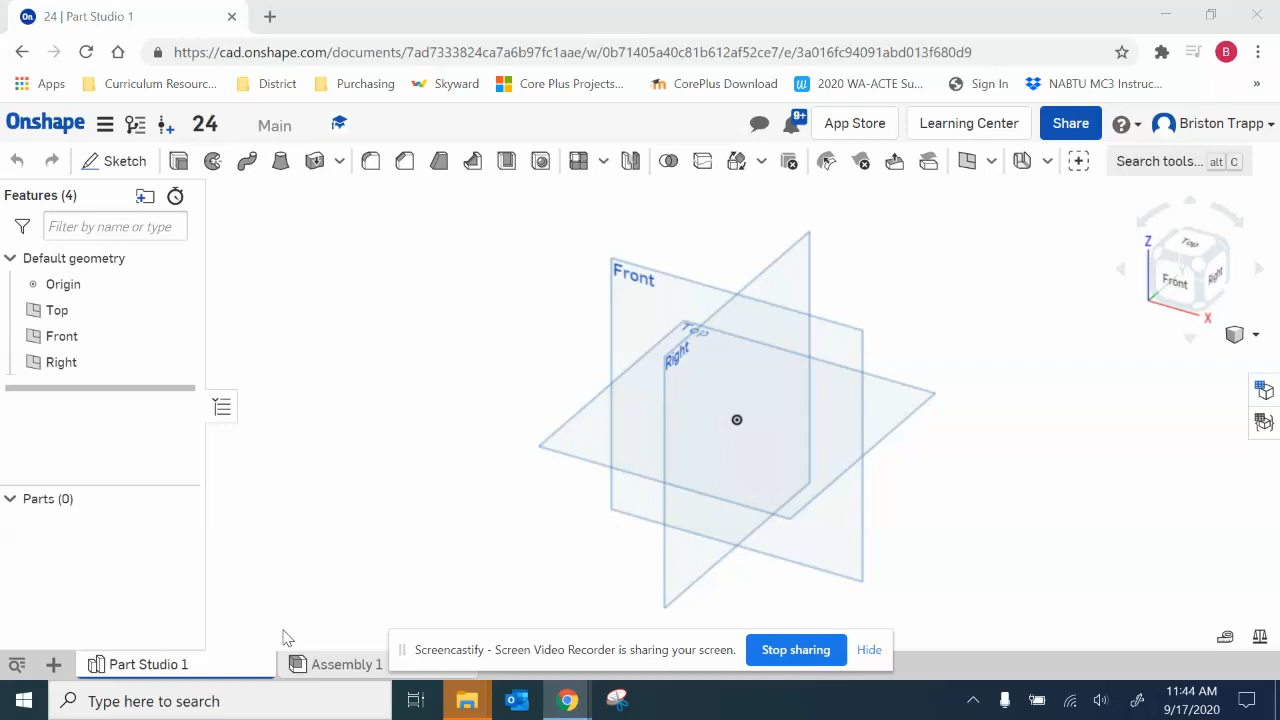 24 | Part Studio 1
https://cad.onshape.com/documents/7ad7333824ca7a6b97fc1aae/w/0b71405a40c81b612af52ce7/e/3a016fc94091abd013f680d9
B
Apps
Curriculum Resourc...
District
Purchasing
Skyward
Core Plus Projects...
CorePlus Download
2020 WA-ACTE Su...
Sign In
NABTU MC3 Instruc...
»
Onshape
24
Main
9+
App Store
Learning Center
Share
Briston Trapp
Sketch
Search tools... alt C
Features (4)
Filter by name or type
Default geometry
Origin
Top
Front
Right
Parts (0)
Front
Top
Right
Z
Top
Front
Right
X
Screencastify - Screen Video Recorder is sharing your screen.
Stop sharing
Hide
Part Studio 1
Assembly 1
Type here to search
11:44 AM
9/17/2020